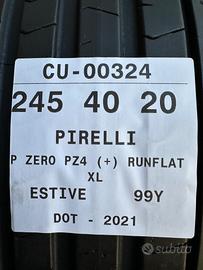 CU-00324
245 40 20
PIRELLI
P ZERO PZ4 (+) RUNFLAT
XL
ESTIVE 99Y
DOT - 2021
subito